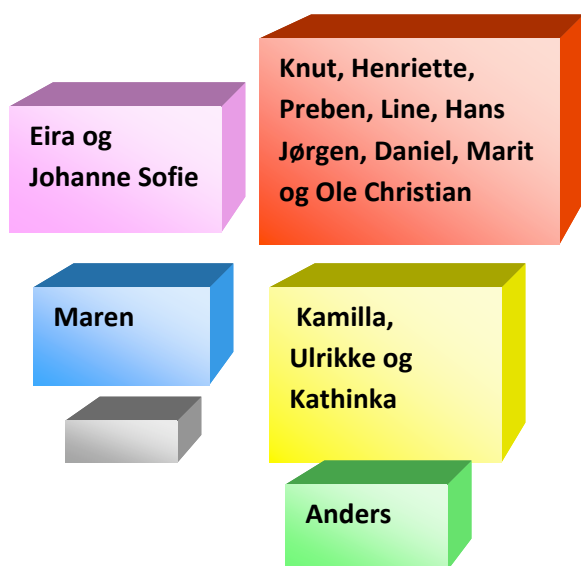 Eira og
Johanne Sofie
Knut, Henriette,
Preben, Line, Hans
Jørgen, Daniel, Marit
og Ole Christian
Maren
Kamilla,
Ulrikke og
Kathinka
Anders